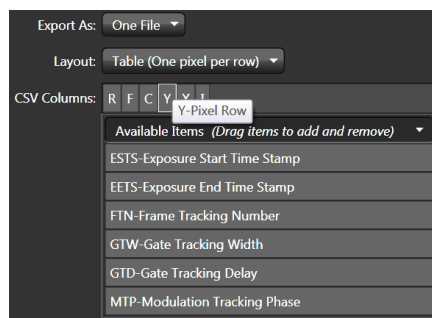 Export As: One File
Layout: Table (One pixel per row)
CSV Columns: R F C Y X I
Y-Pixel Row
Available Items (Drag items to add and remove)
ESTS-Exposure Start Time Stamp
EETS-Exposure End Time Stamp
FTN-Frame Tracking Number
GTW-Gate Tracking Width
GTD-Gate Tracking Delay
MTP-Modulation Tracking Phase